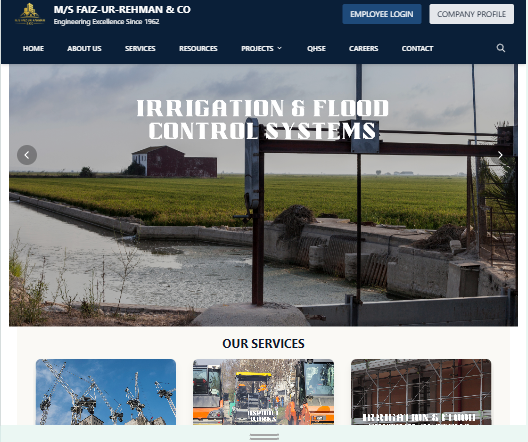 M/S FAIZ-UR-REHMAN & CO
Engineering Excellence Since 1962
EMPLOYEE LOGIN
COMPANY PROFILE
HOME
ABOUT US
SERVICES
RESOURCES
PROJECTS
QHSE
CAREERS
CONTACT
IRRIGATION & FLOOD
CONTROL SYSTEMS
OUR SERVICES
ASPHALT
WORKS
IRRIGATION & FLOOD